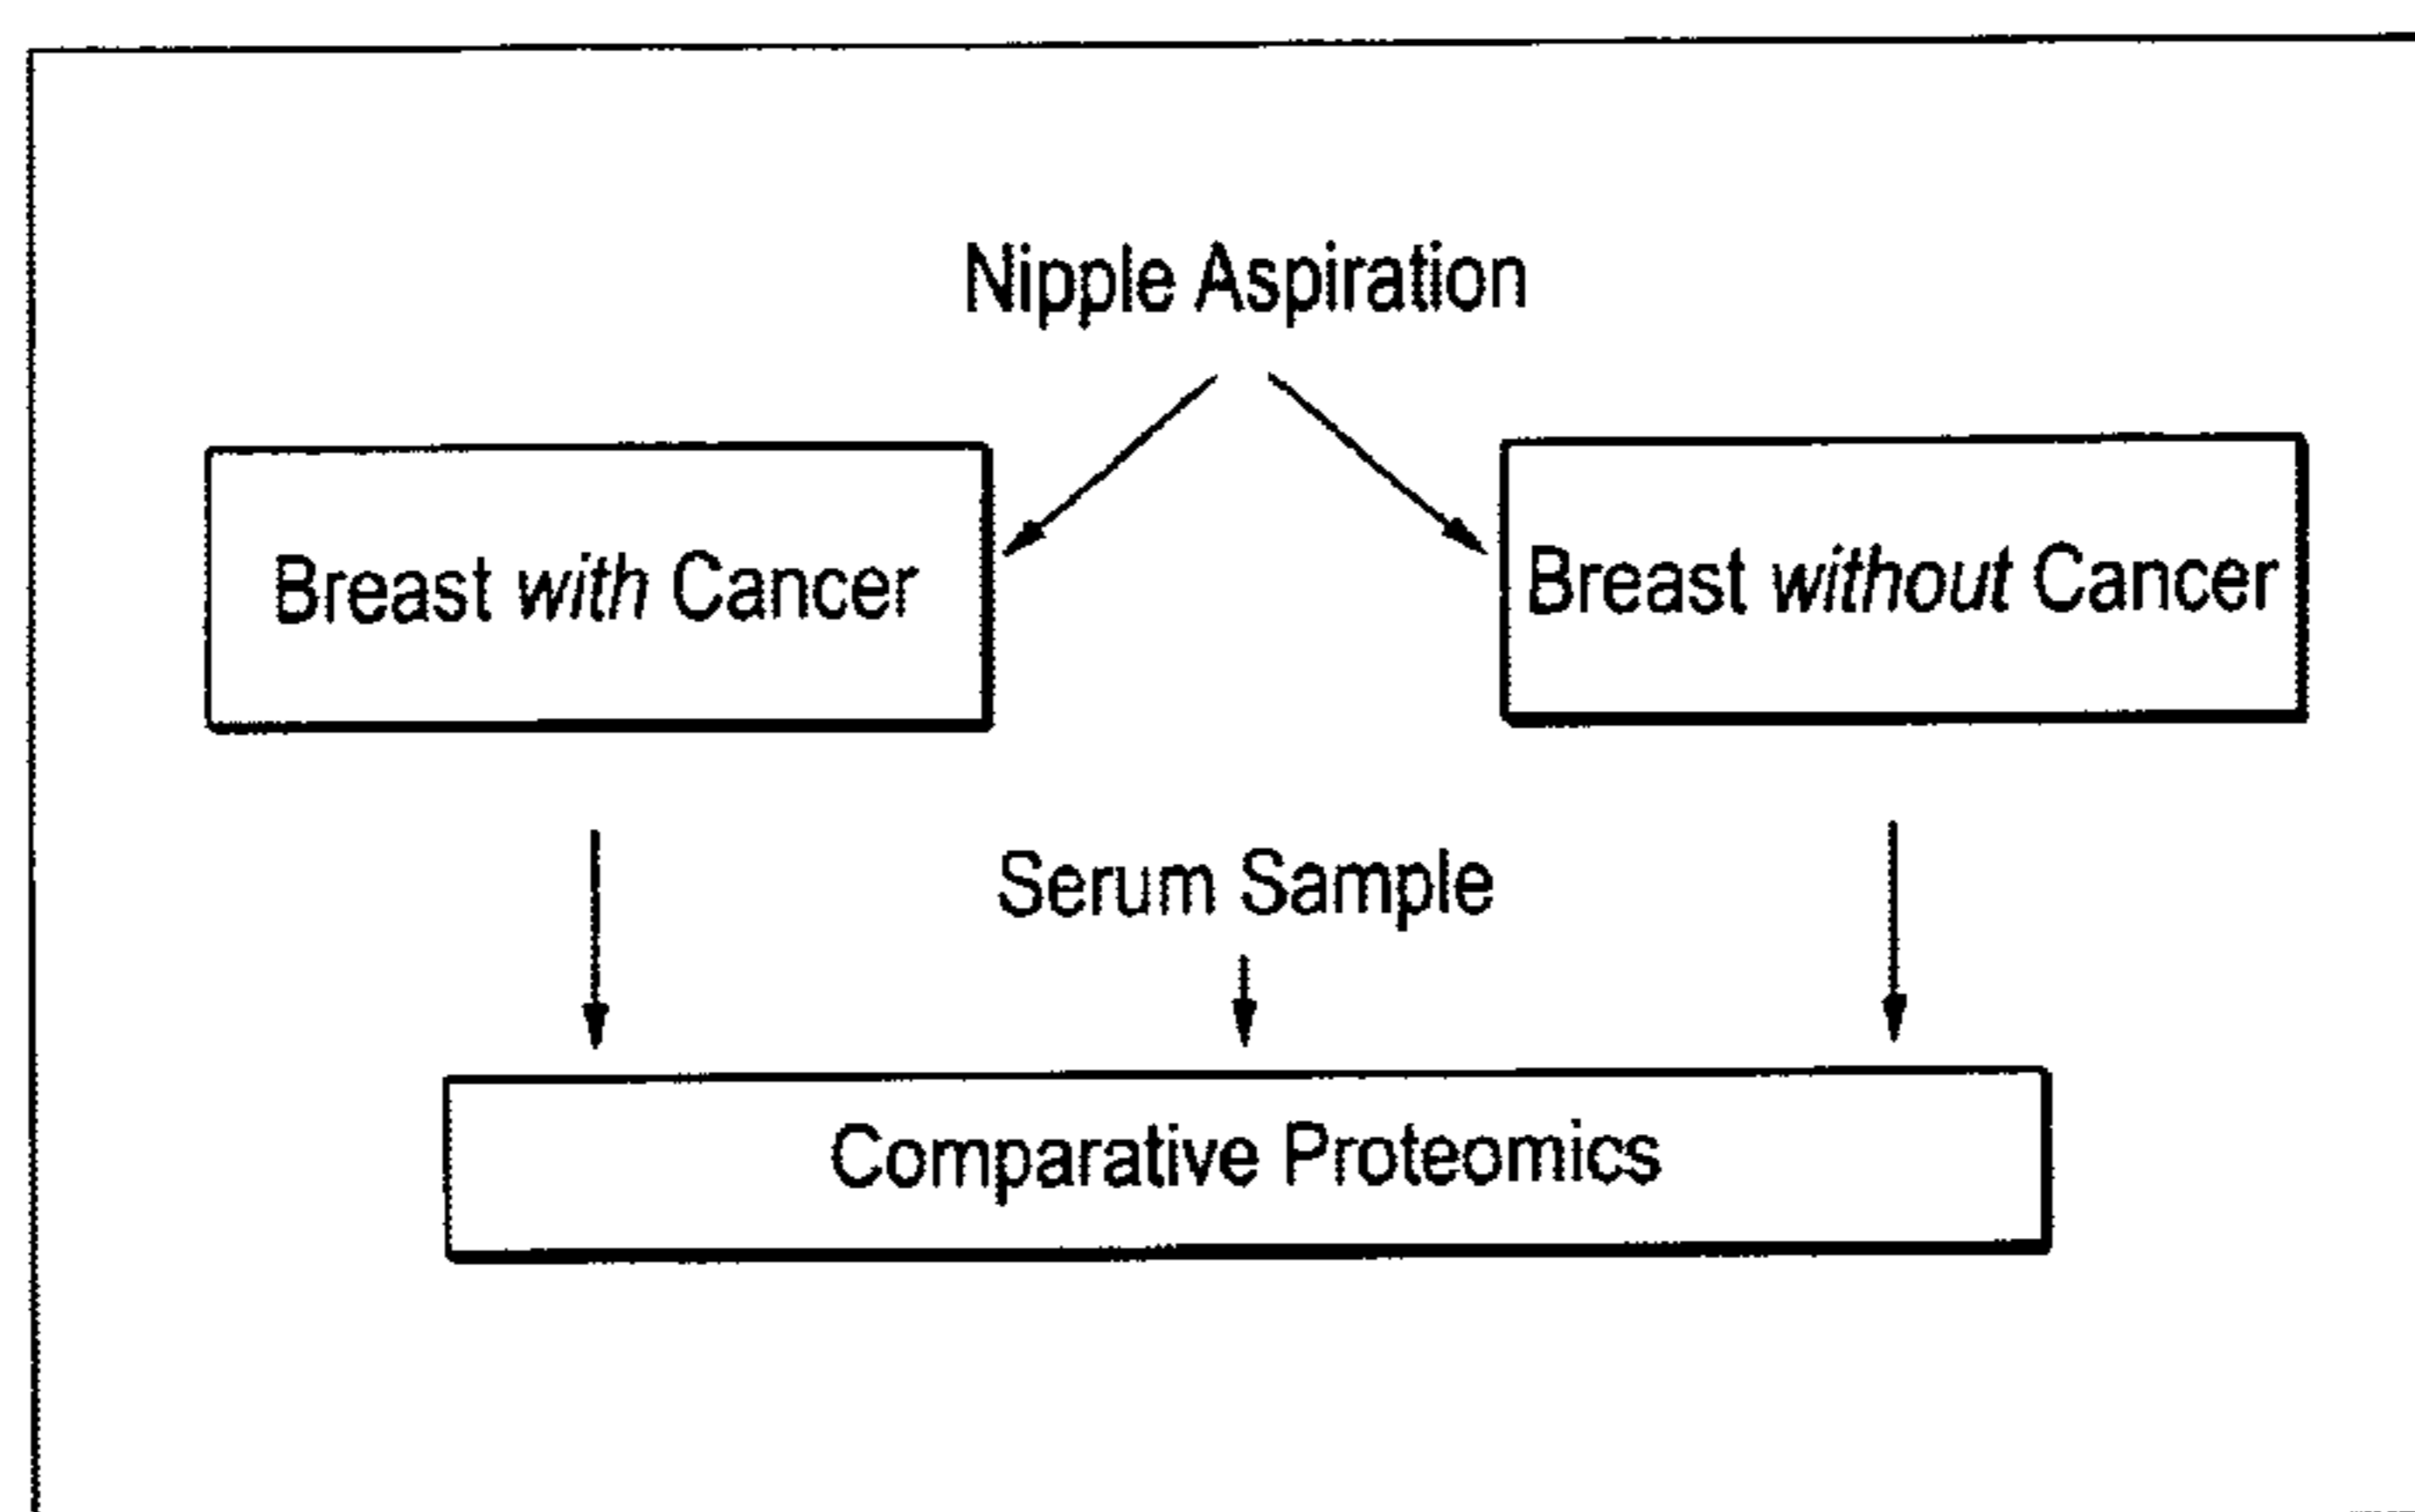 Nipple Aspiration
Breast with Cancer
Breast without Cancer
Serum Sample
Comparative Proteomics